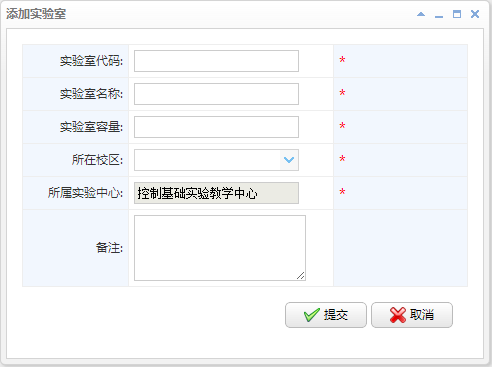 添加实验室
实验室代码: *
实验室名称: *
实验室容量: *
所在校区: *
所属实验中心: 控制基础实验教学中心 *
备注:
提交 取消